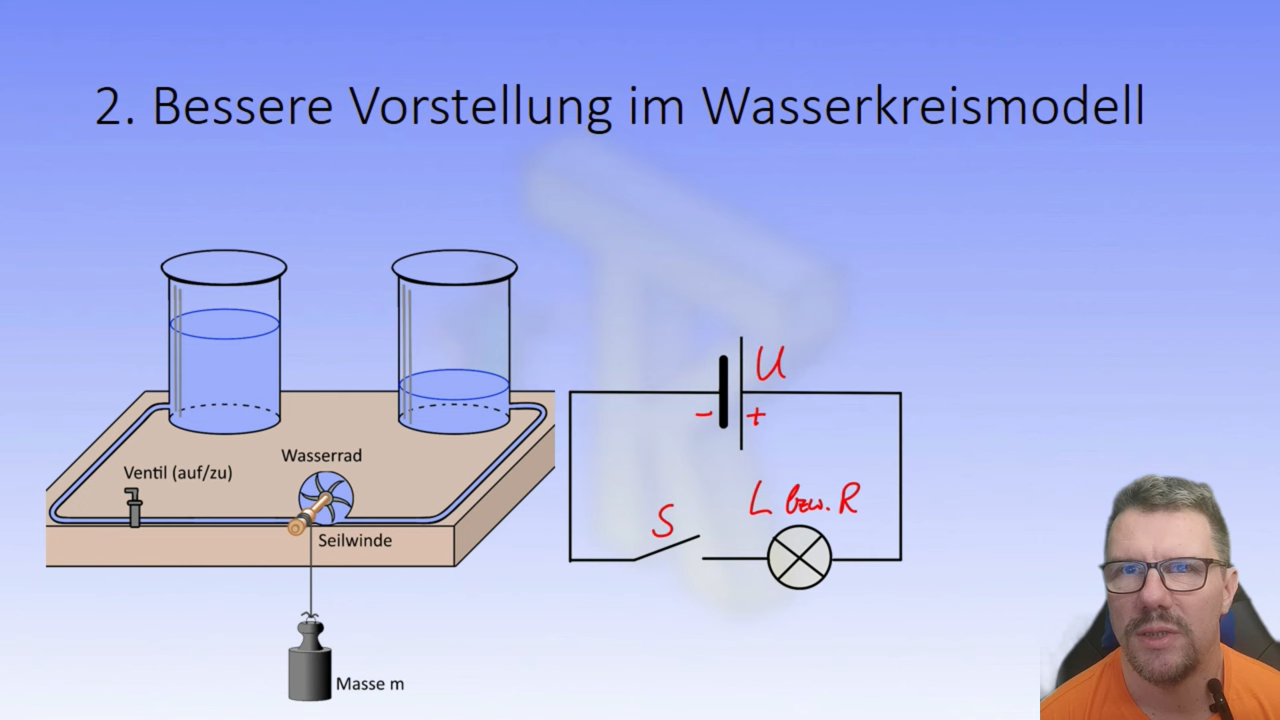 2. Bessere Vorstellung im Wasserkreismodell
Wasserrad
Ventil (auf/zu)
Seilwinde
Masse m
U
- +
S
L bzw. R